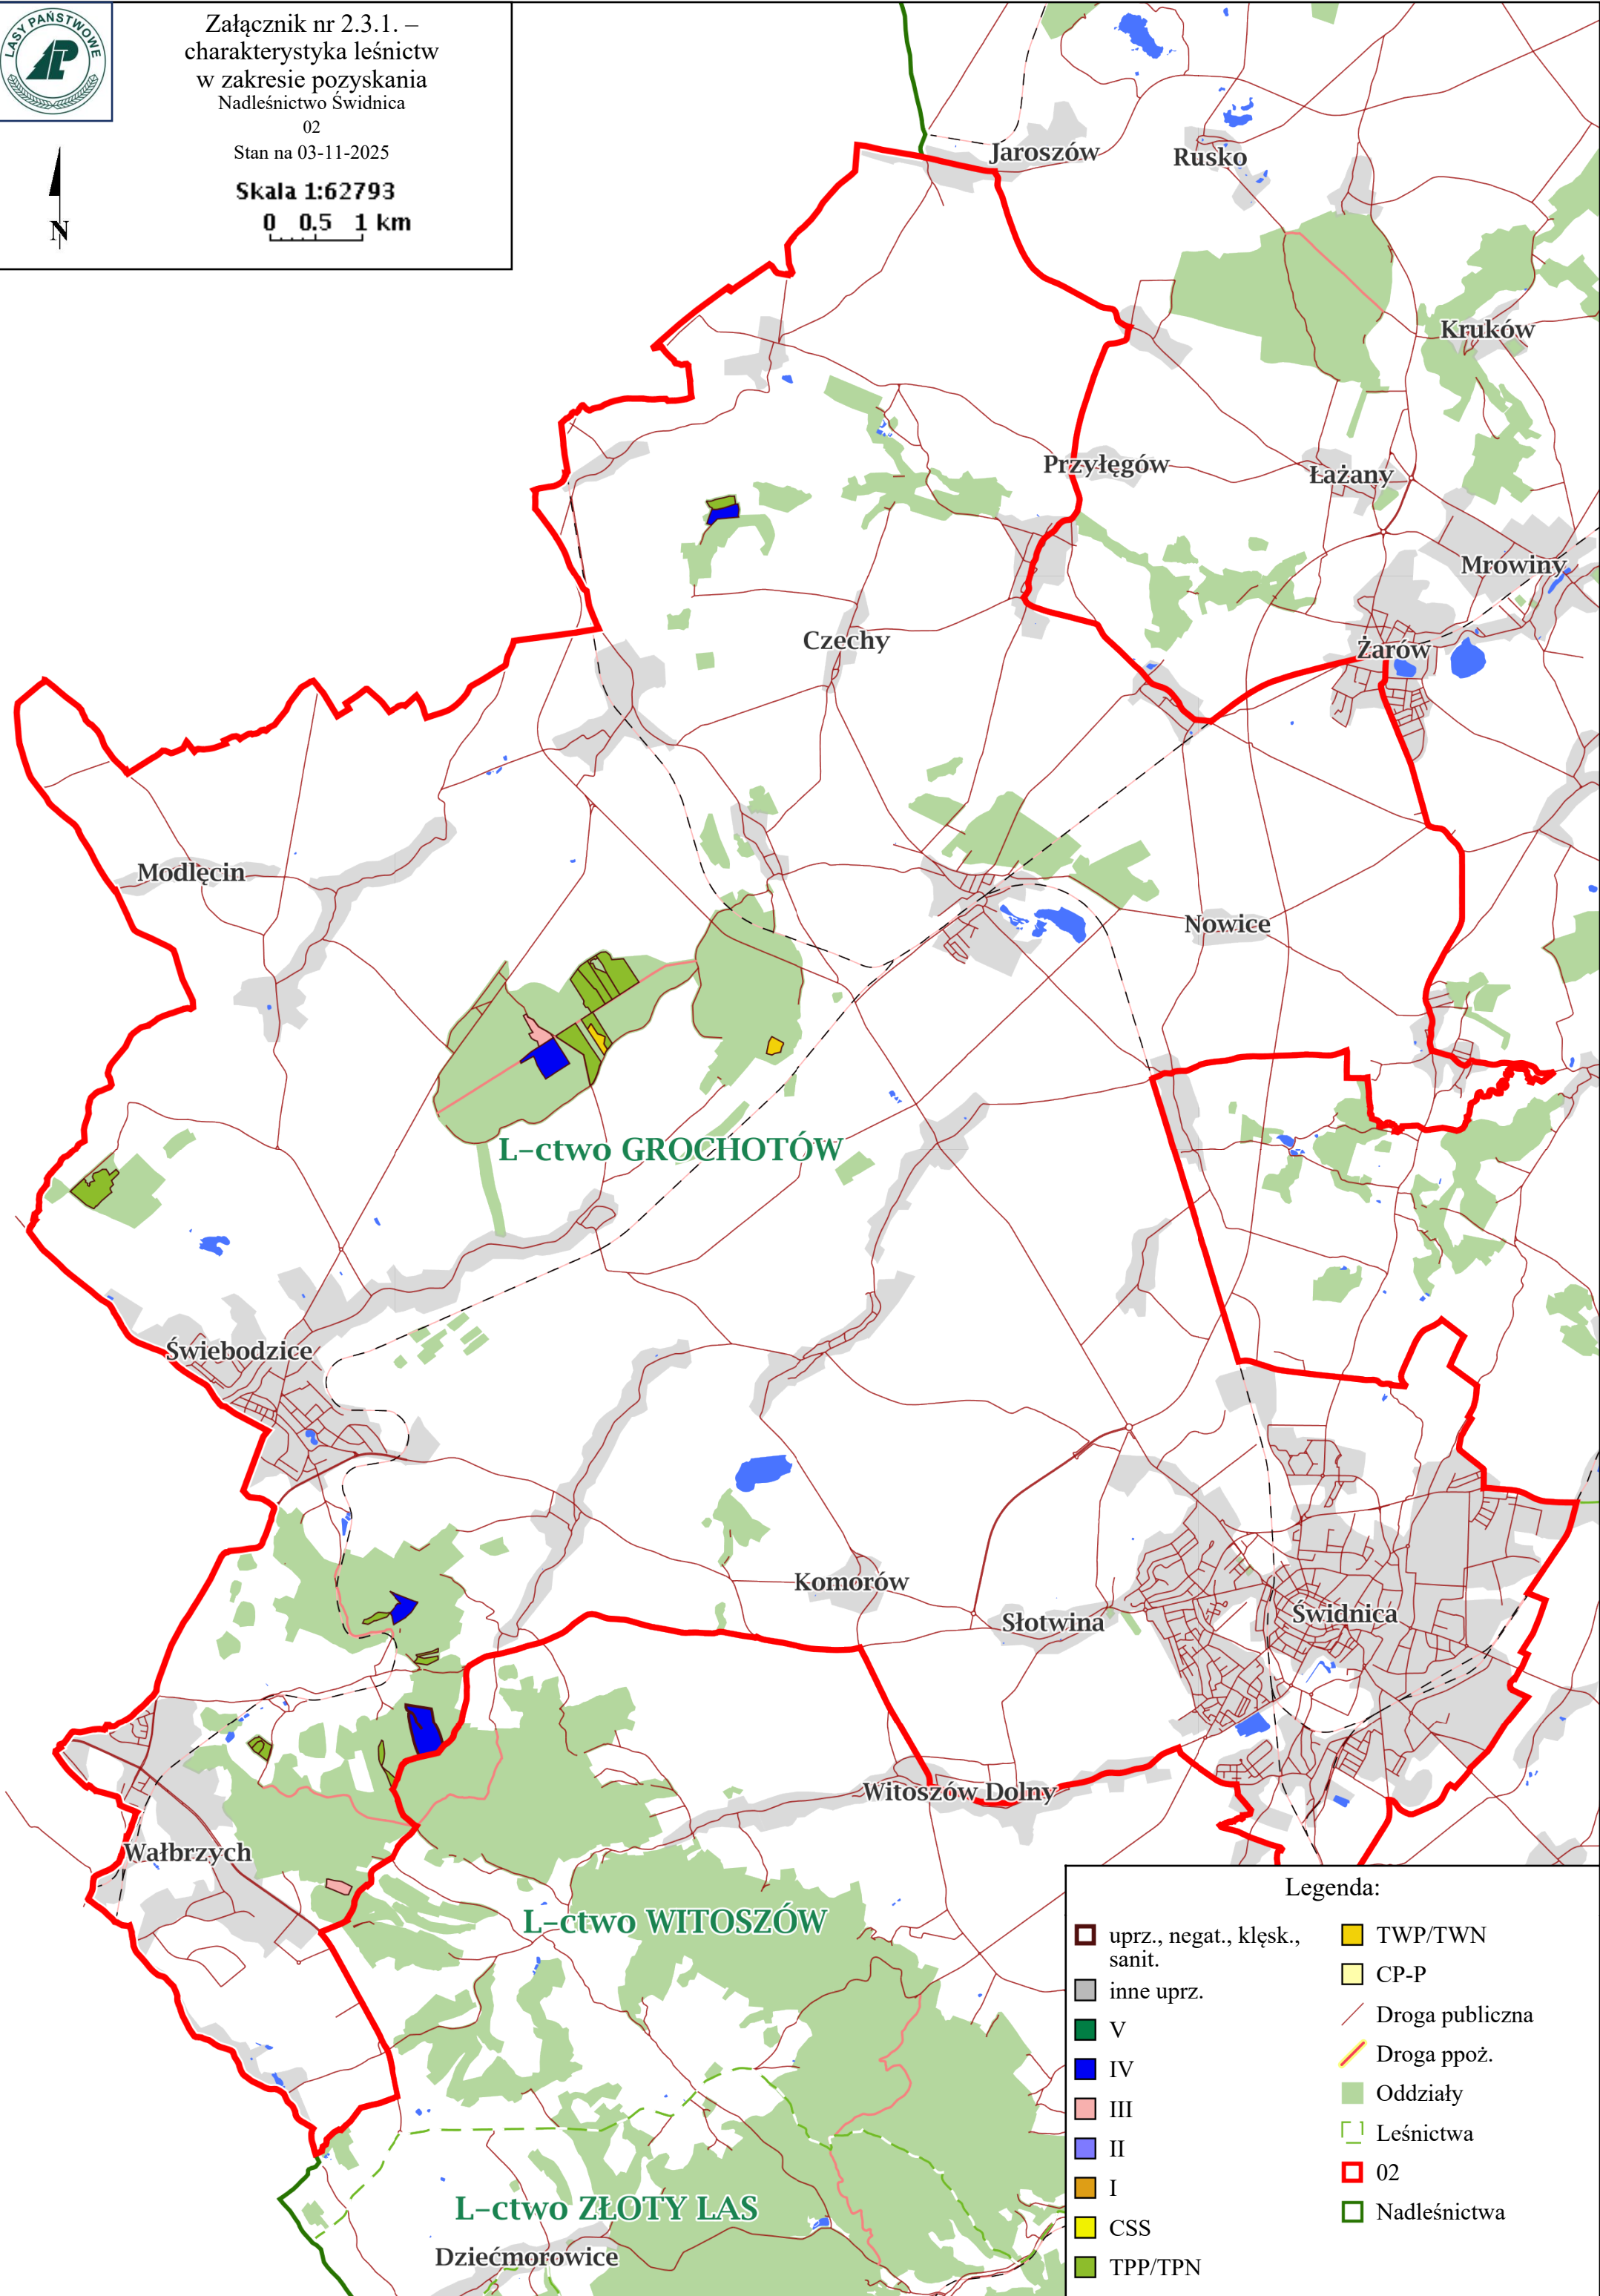 LASY PAŃSTWOWE
Załącznik nr 2.3.1. –
charakterystyka leśnictw
w zakresie pozyskania
Nadleśnictwo Świdnica
02
Stan na 03-11-2025
Skala 1:62793
0 0.5 1 km
N
Jaroszów
Rusko
Kruków
Przyłęgów
Łażany
Mrowiny
Czechy
Żarów
Modlęcin
Nowice
L-ctwo GROCHOTÓW
Świebodzice
Komorów
Słotwina
Świdnica
Witoszów Dolny
Wałbrzych
L-ctwo WITOSZÓW
L-ctwo ZŁOTY LAS
Dziećmorowice
Legenda:
uprz., negat., klęsk.,
sanit.
inne uprz.
V
IV
III
II
I
CSS
TPP/TPN
TWP/TWN
CP-P
Droga publiczna
Droga ppoż.
Oddziały
Leśnictwa
02
Nadleśnictwa